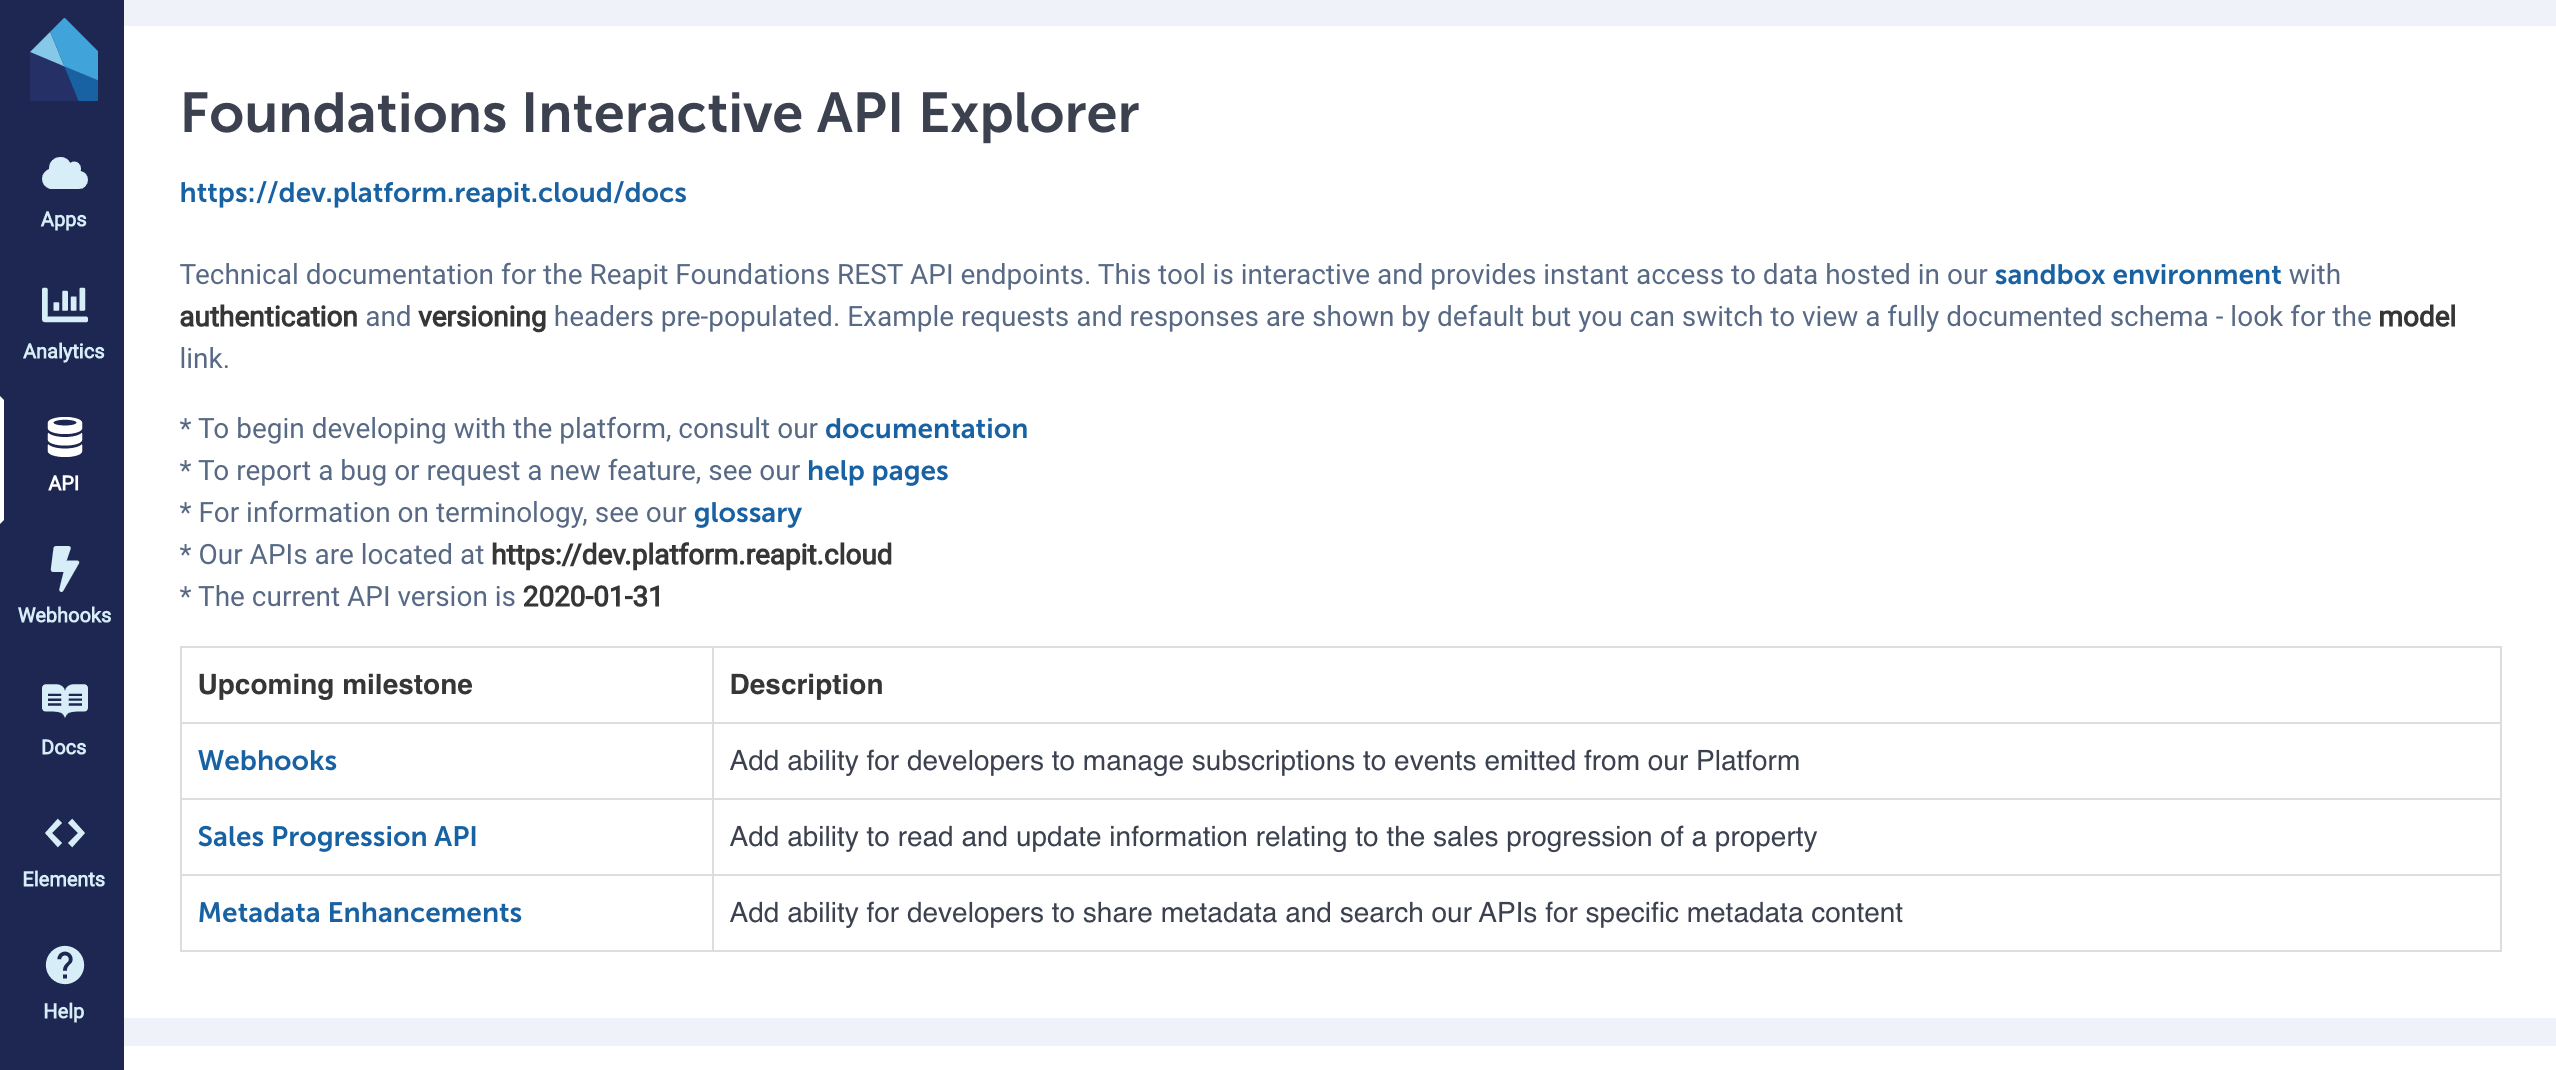 Apps
Analytics
API
Webhooks
Docs
Elements
Help
Foundations Interactive API Explorer
https://dev.platform.reapit.cloud/docs
Technical documentation for the Reapit Foundations REST API endpoints. This tool is interactive and provides instant access to data hosted in our sandbox environment with
authentication and versioning headers pre-populated. Example requests and responses are shown by default but you can switch to view a fully documented schema - look for the model
link.
* To begin developing with the platform, consult our documentation
* To report a bug or request a new feature, see our help pages
* For information on terminology, see our glossary
* Our APIs are located at https://dev.platform.reapit.cloud
* The current API version is 2020-01-31
Upcoming milestone Description
Webhooks Add ability for developers to manage subscriptions to events emitted from our Platform
Sales Progression API Add ability to read and update information relating to the sales progression of a property
Metadata Enhancements Add ability for developers to share metadata and search our APIs for specific metadata content